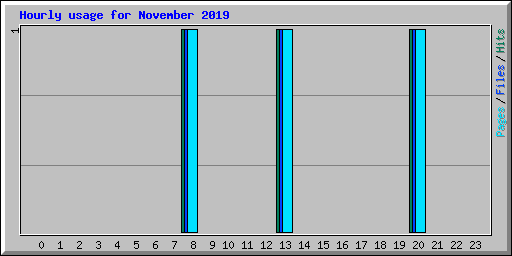 Hourly usage for November 2019
1
Pages/Files/Hits
0 1 2 3 4 5 6 7 8 9 10 11 12 13 14 15 16 17 18 19 20 21 22 23